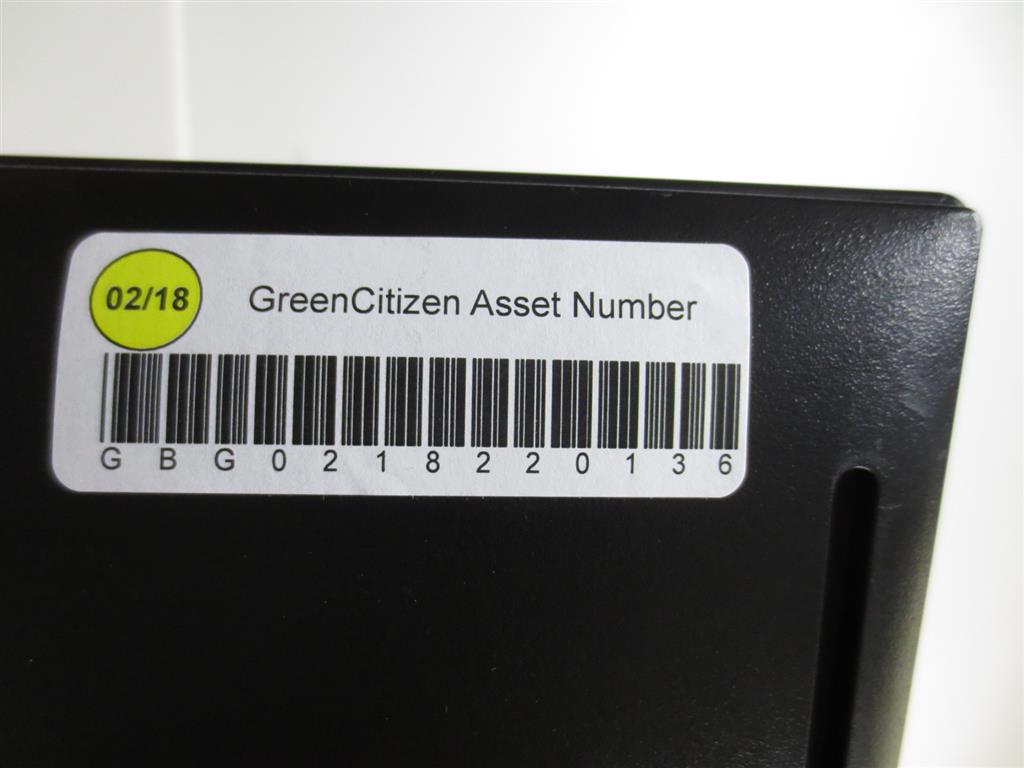 02/18
GreenCitizen Asset Number
G B G 0 2 1 8 2 2 0 1 3 6